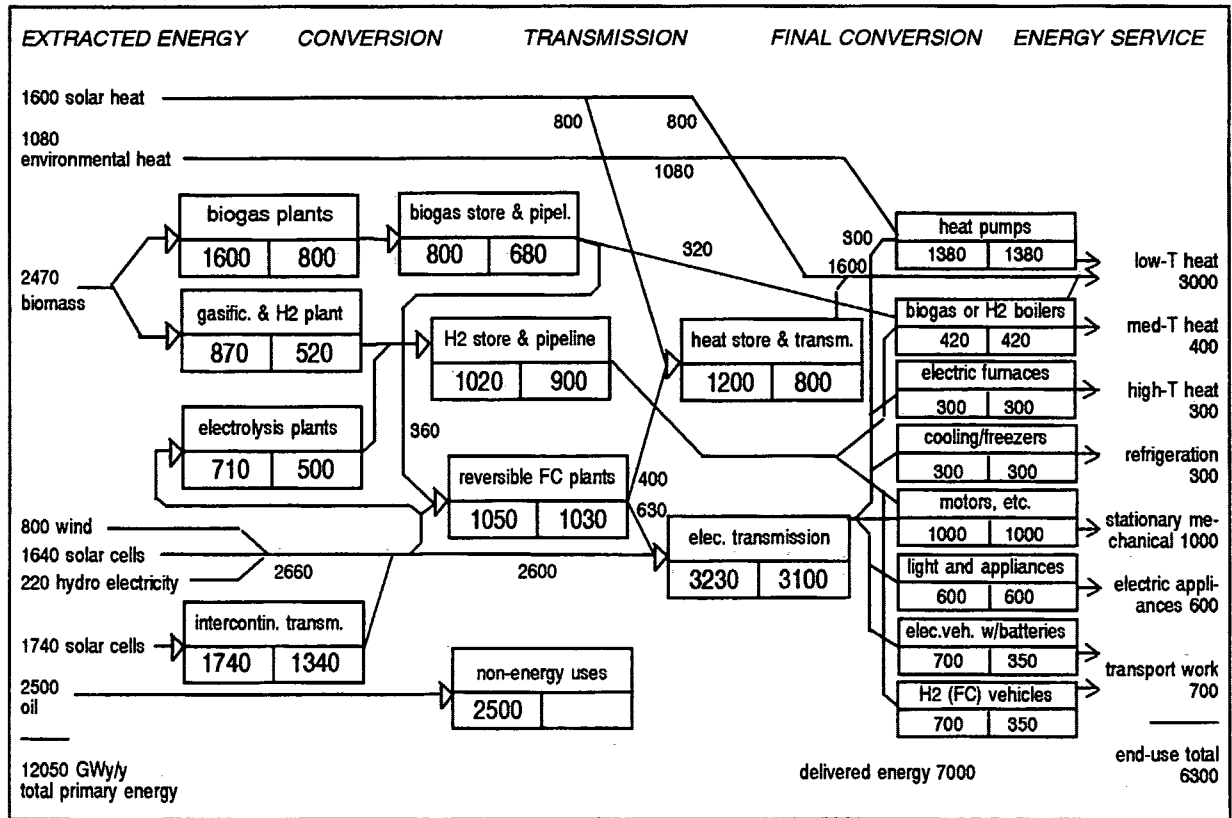 EXTRACTED ENERGY CONVERSION TRANSMISSION FINAL CONVERSION ENERGY SERVICE
1600 solar heat
800
800
1080
environmental heat
1080
biogas plants
1600 800
biogas store & pipel.
800 680
320
300
1600
heat pumps
1380 1380
low-T heat
3000
2470
biomass
gasific. & H2 plant
870 520
H2 store & pipeline
1020 900
heat store & transm.
1200 800
biogas or H2 boilers
420 420
med-T heat
400
electric furnaces
300 300
high-T heat
300
electrolysis plants
710 500
360
cooling/freezers
300 300
refrigeration
300
reversible FC plants
1050 1030
400
630
motors, etc.
1000 1000
stationary me-
chanical 1000
800 wind
1640 solar cells
220 hydro electricity
2660
2600
elec. transmission
3230 3100
light and appliances
600 600
electric appli-
ances 600
intercontin. transm.
1740 solar cells
1740 1340
elec.veh. w/batteries
700 350
transport work
700
2500
oil
non-energy uses
2500
H2 (FC) vehicles
700 350
12050 GWy/y
total primary energy
delivered energy 7000
end-use total
6300